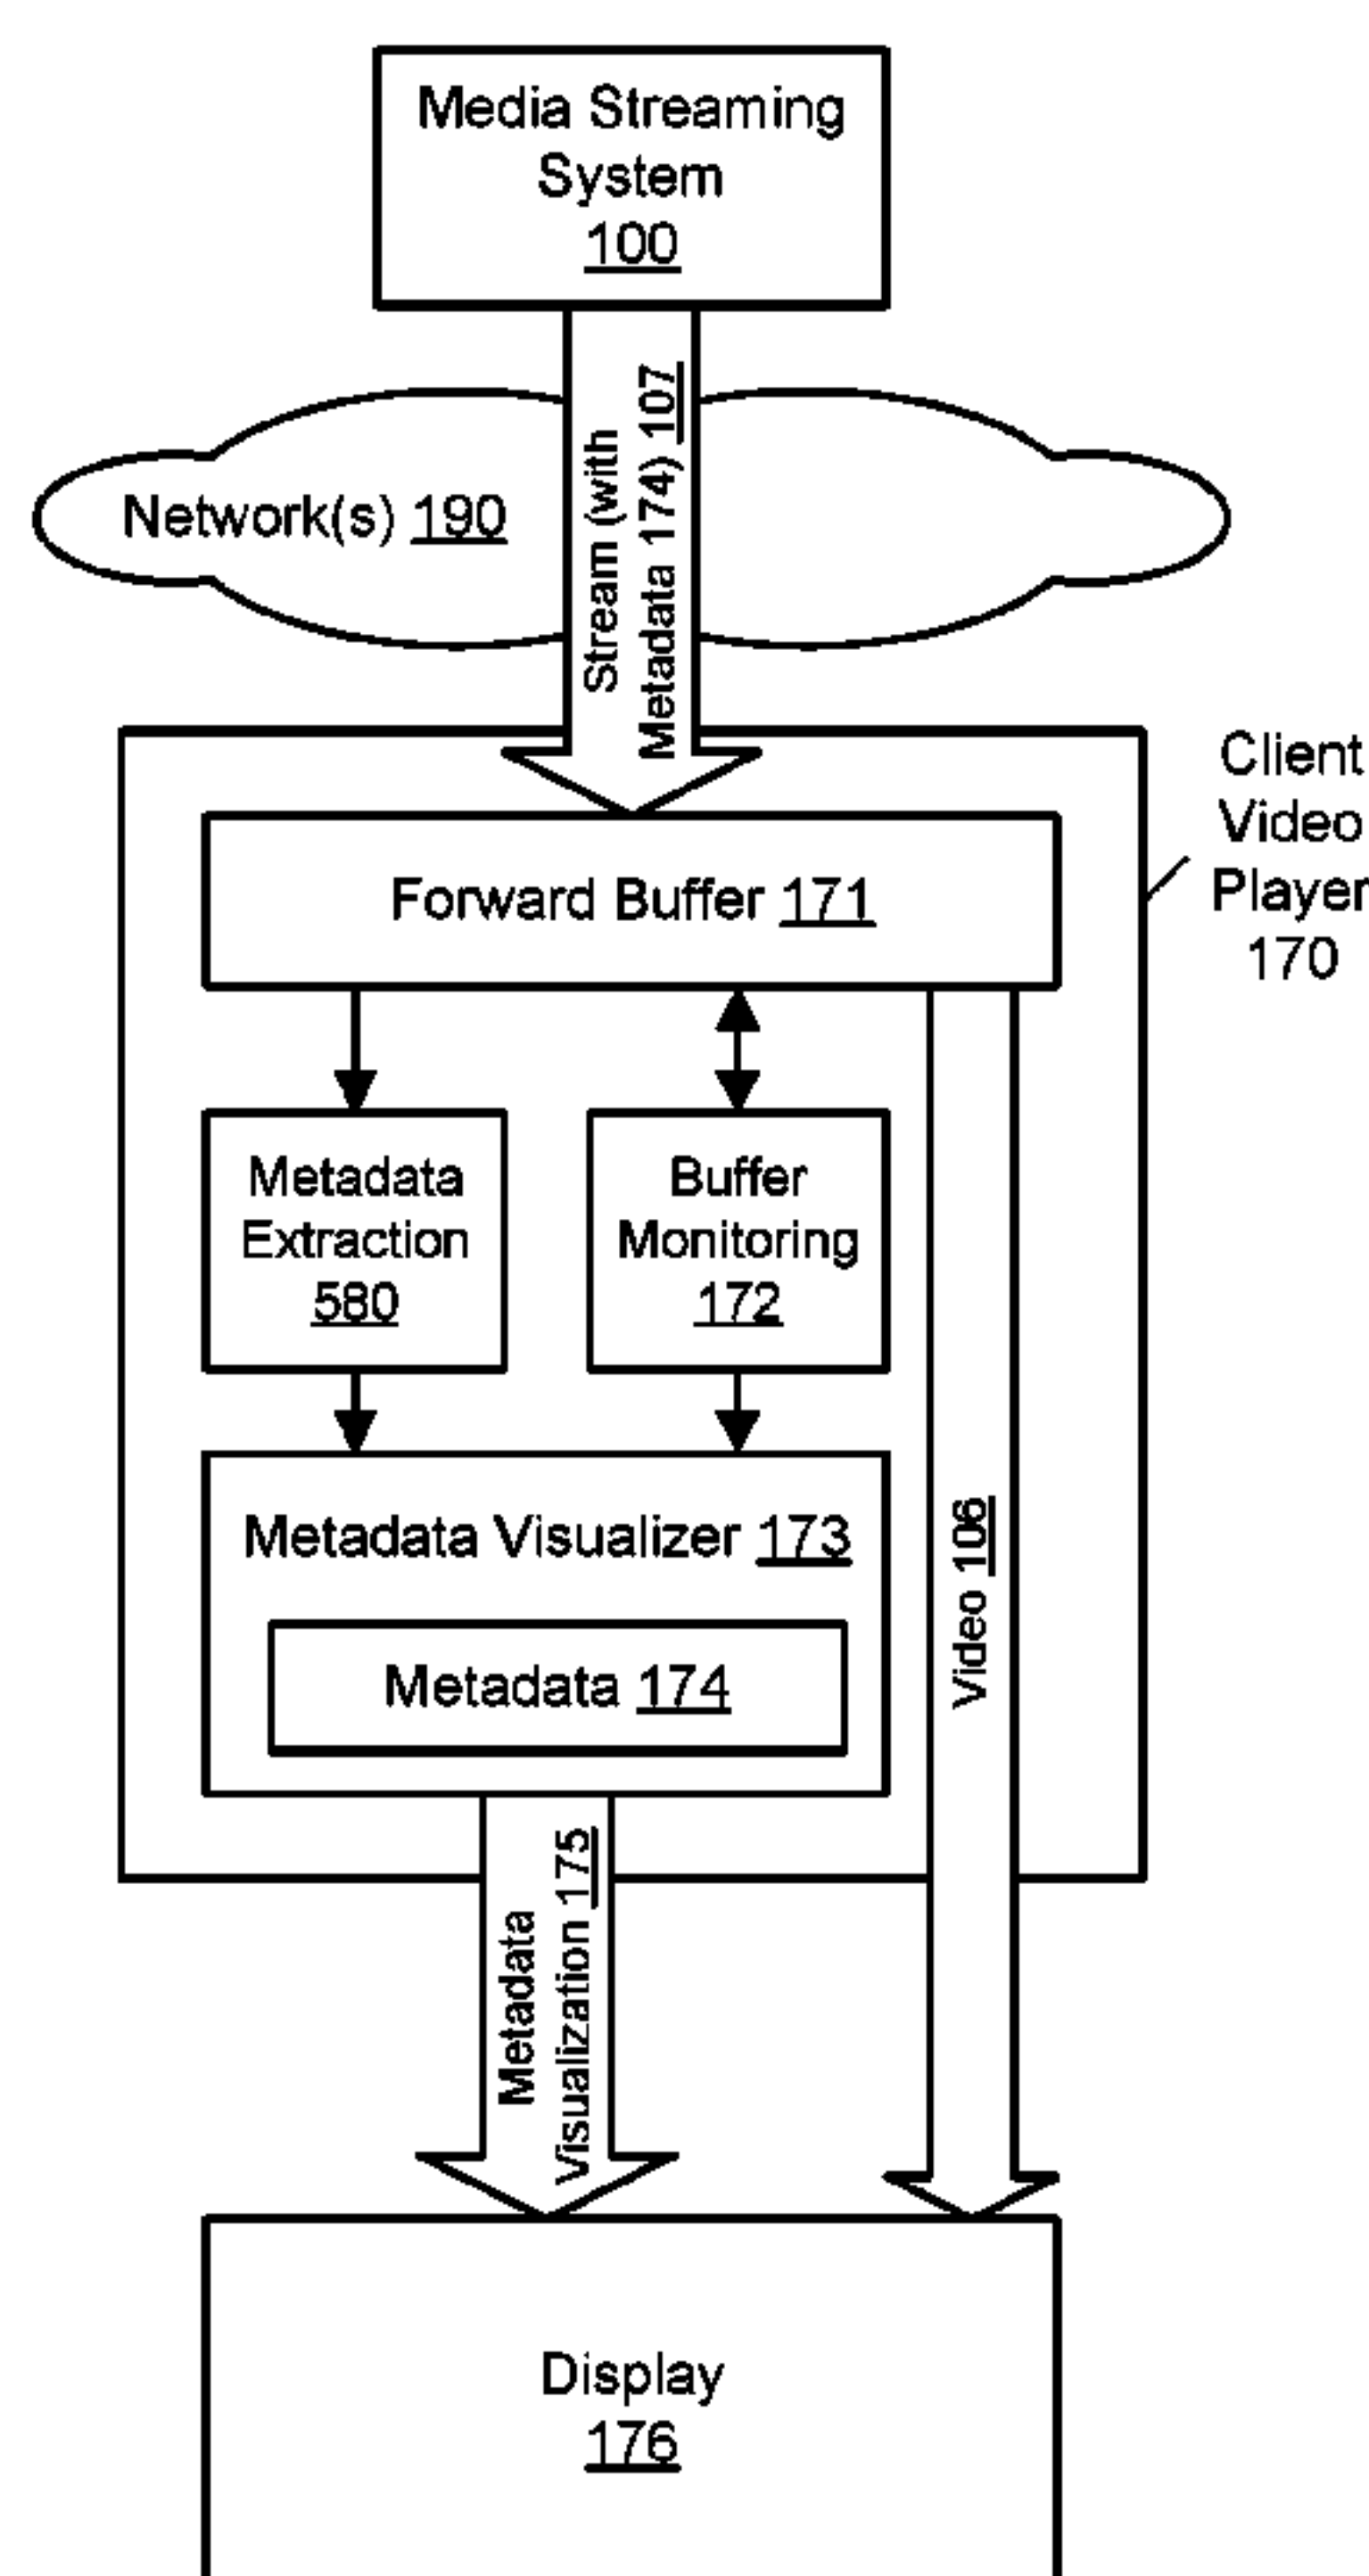 Media Streaming
System
100
Stream (with
Metadata 174) 107
Network(s) 190
Client
Video
Player
170
Forward Buffer 171
Metadata
Extraction
580
Buffer
Monitoring
172
Metadata Visualizer 173
Metadata 174
Video 106
Metadata
Visualization 175
Display
176